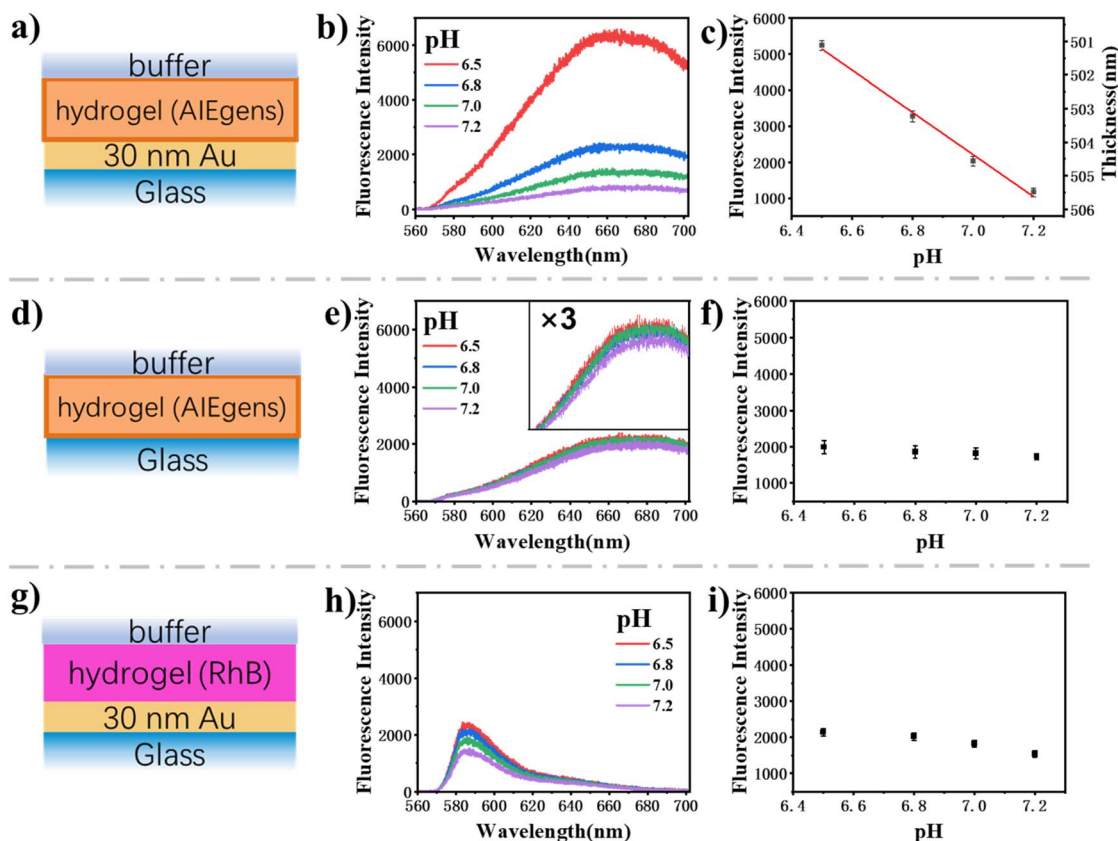 a)
buffer
hydrogel (AIEgens)
30 nm Au
Glass
b)
pH
6.5
6.8
7.0
7.2
Fluorescence Intensity
6000
4000
2000
0
560 580 600 620 640 660 680 700
Wavelength(nm)
c)
Fluorescence Intensity
6000
5000
4000
3000
2000
1000
6.4 6.6 6.8 7.0 7.2
pH
501
502
503
504
505
506
Thickness(nm)
d)
buffer
hydrogel (AIEgens)
Glass
e)
pH
6.5
6.8
7.0
7.2
×3
Fluorescence Intensity
6000
4000
2000
0
560 580 600 620 640 660 680 700
Wavelength(nm)
f)
Fluorescence Intensity
6000
5000
4000
3000
2000
1000
6.4 6.6 6.8 7.0 7.2
pH
g)
buffer
hydrogel (RhB)
30 nm Au
Glass
h)
pH
6.5
6.8
7.0
7.2
Fluorescence Intensity
6000
4000
2000
0
560 580 600 620 640 660 680 700
Wavelength(nm)
i)
Fluorescence Intensity
6000
5000
4000
3000
2000
1000
6.4 6.6 6.8 7.0 7.2
pH